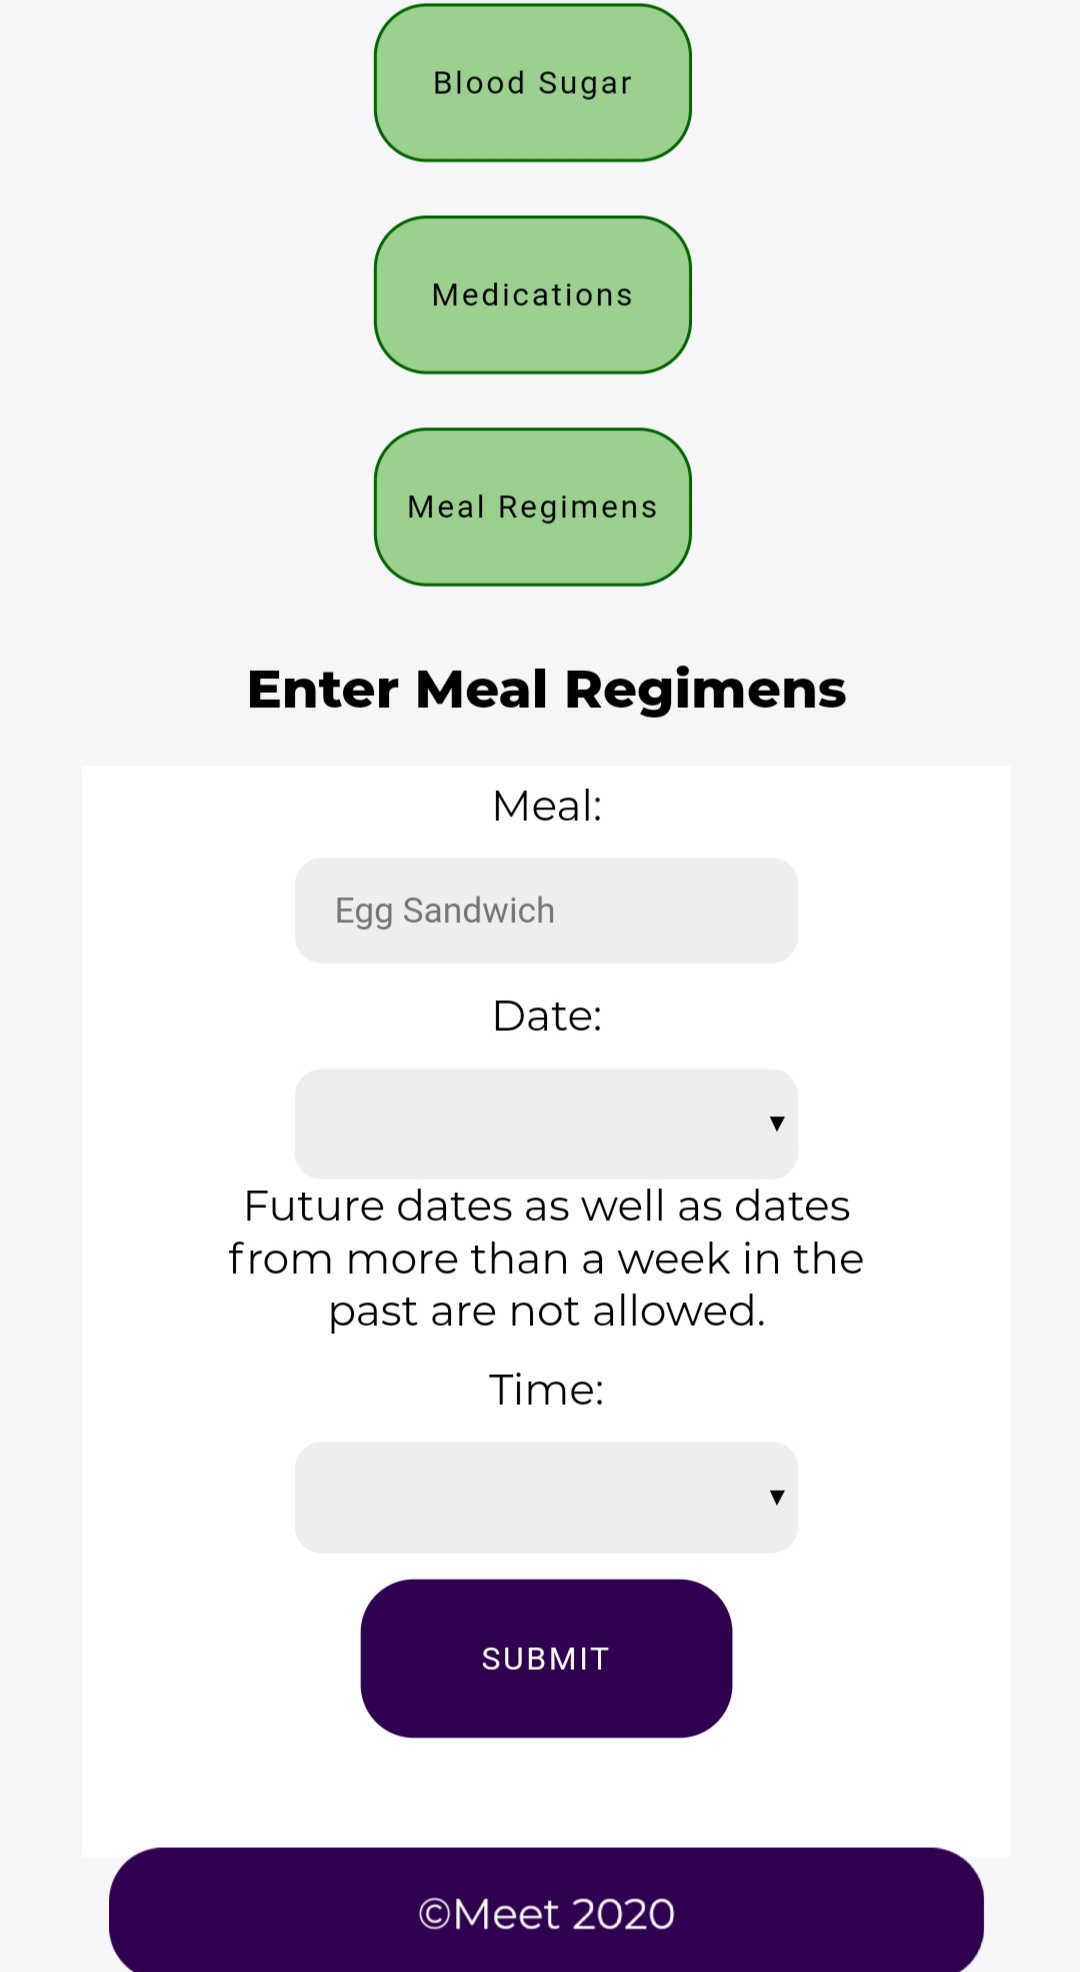 Blood Sugar
Medications
Meal Regimens
Enter Meal Regimens
Meal:
Egg Sandwich
Date:
Future dates as well as dates
from more than a week in the
past are not allowed.
Time:
SUBMIT
©Meet 2020